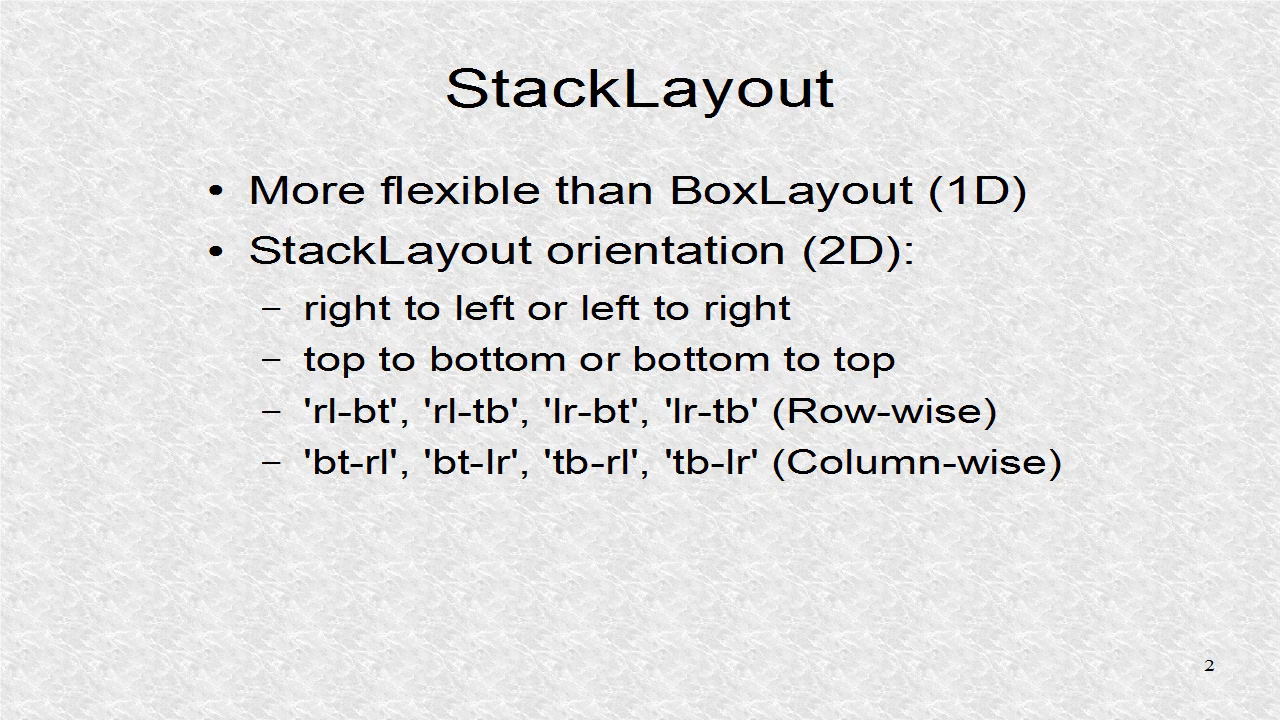 StackLayout
• More flexible than BoxLayout (1D)
• StackLayout orientation (2D):
– right to left or left to right
– top to bottom or bottom to top
– 'rl-bt', 'rl-tb', 'lr-bt', 'lr-tb' (Row-wise)
– 'bt-rl', 'bt-lr', 'tb-rl', 'tb-lr' (Column-wise)
2